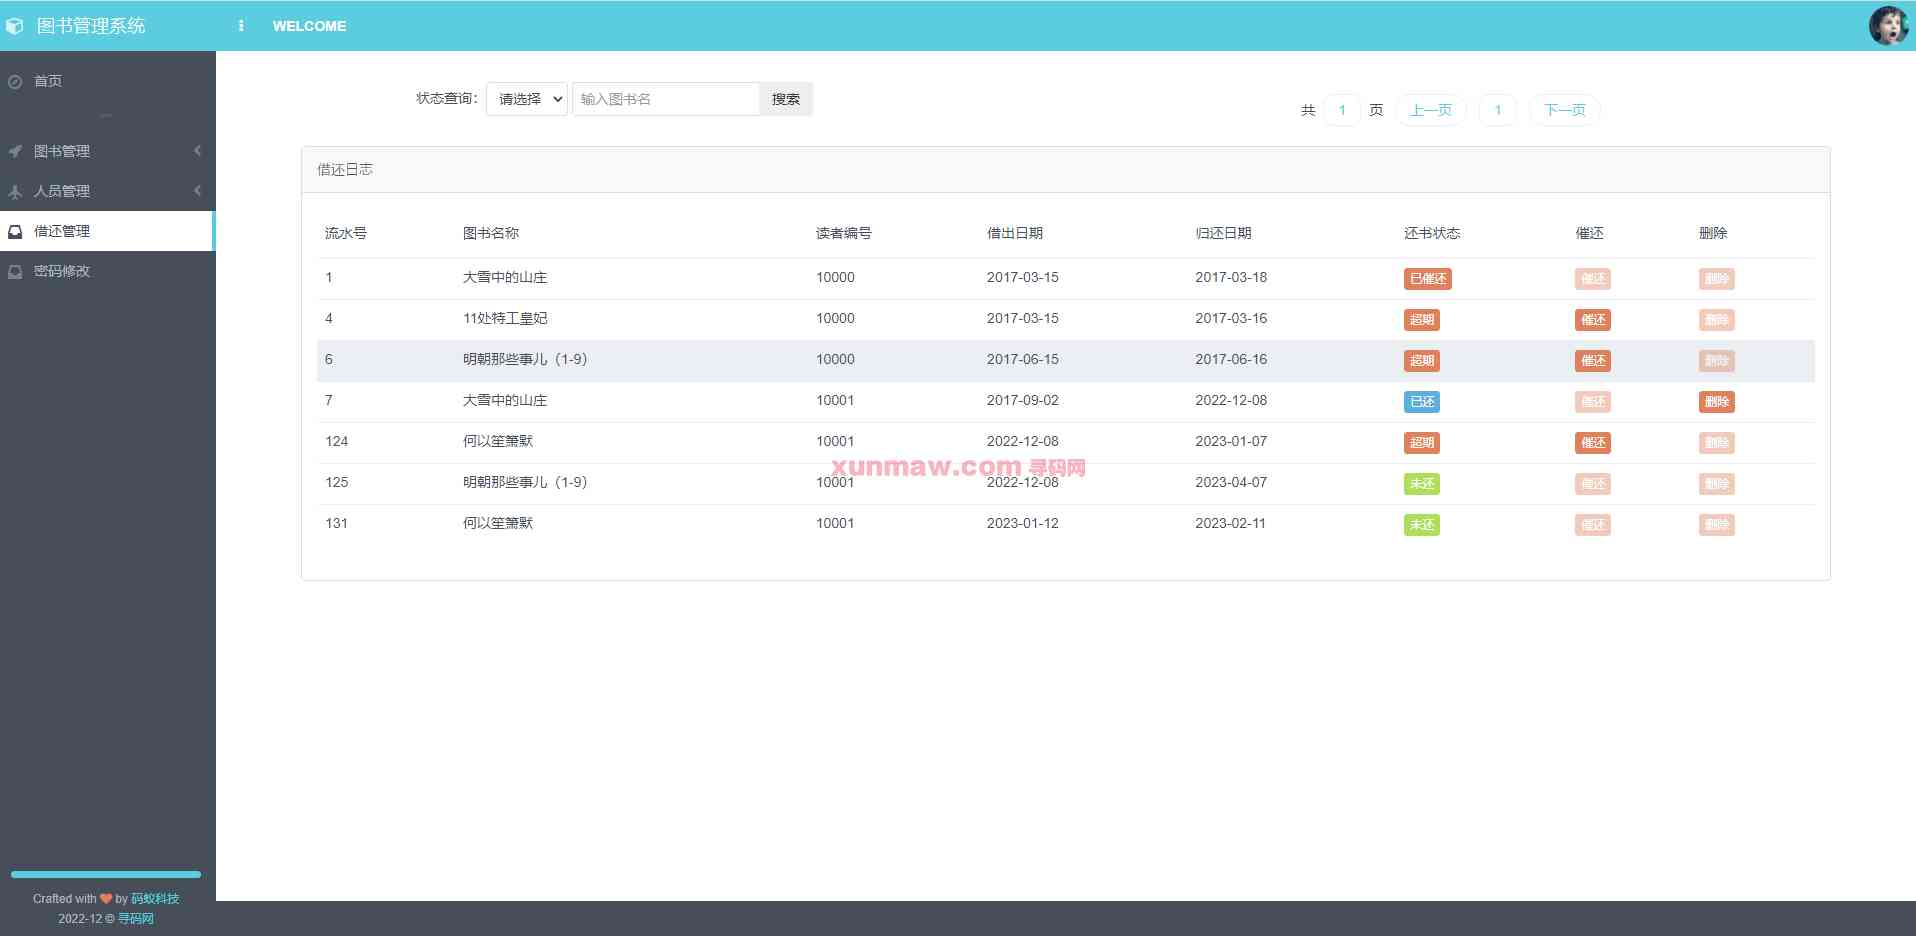 图书管理系统
WELCOME
首页
图书管理
人员管理
借还管理
密码修改
状态查询: 请选择 输入图书名 搜索
共 1 页 上一页 1 下一页
借还日志
流水号 图书名称 读者编号 借出日期 归还日期 还书状态 催还 删除
1 大雪中的山庄 10000 2017-03-15 2017-03-18 已催还 催还 删除
4 11处特工皇妃 10000 2017-03-15 2017-03-16 超期 催还 删除
6 明朝那些事儿（1-9） 10000 2017-06-15 2017-06-16 超期 催还 删除
7 大雪中的山庄 10001 2017-09-02 2022-12-08 已还 催还 删除
124 何以笙箫默 10001 2022-12-08 2023-01-07 超期 催还 删除
xunmaw.com 寻码网
125 明朝那些事儿（1-9） 10001 2022-12-08 2023-04-07 未还 催还 删除
131 何以笙箫默 10001 2023-01-12 2023-02-11 未还 催还 删除
Crafted with by 码蚁科技
2022-12 © 寻码网